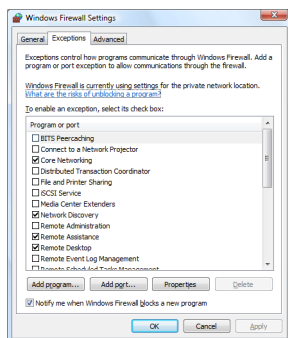 Windows Firewall Settings
General Exceptions Advanced
Exceptions control how programs communicate through Windows Firewall. Add a
program or port exception to allow communications through the firewall.
Windows Firewall is currently using settings for the private network location.
What are the risks of unblocking a program?
To enable an exception, select its check box:
Program or port
BITS Peercaching
Connect to a Network Projector
Core Networking
Distributed Transaction Coordinator
File and Printer Sharing
iSCSI Service
Media Center Extenders
Network Discovery
Remote Administration
Remote Assistance
Remote Desktop
Remote Event Log Management
Remote Scheduled Tasks Management
Add program... Add port... Properties Delete
Notify me when Windows Firewall blocks a new program
OK Cancel Apply